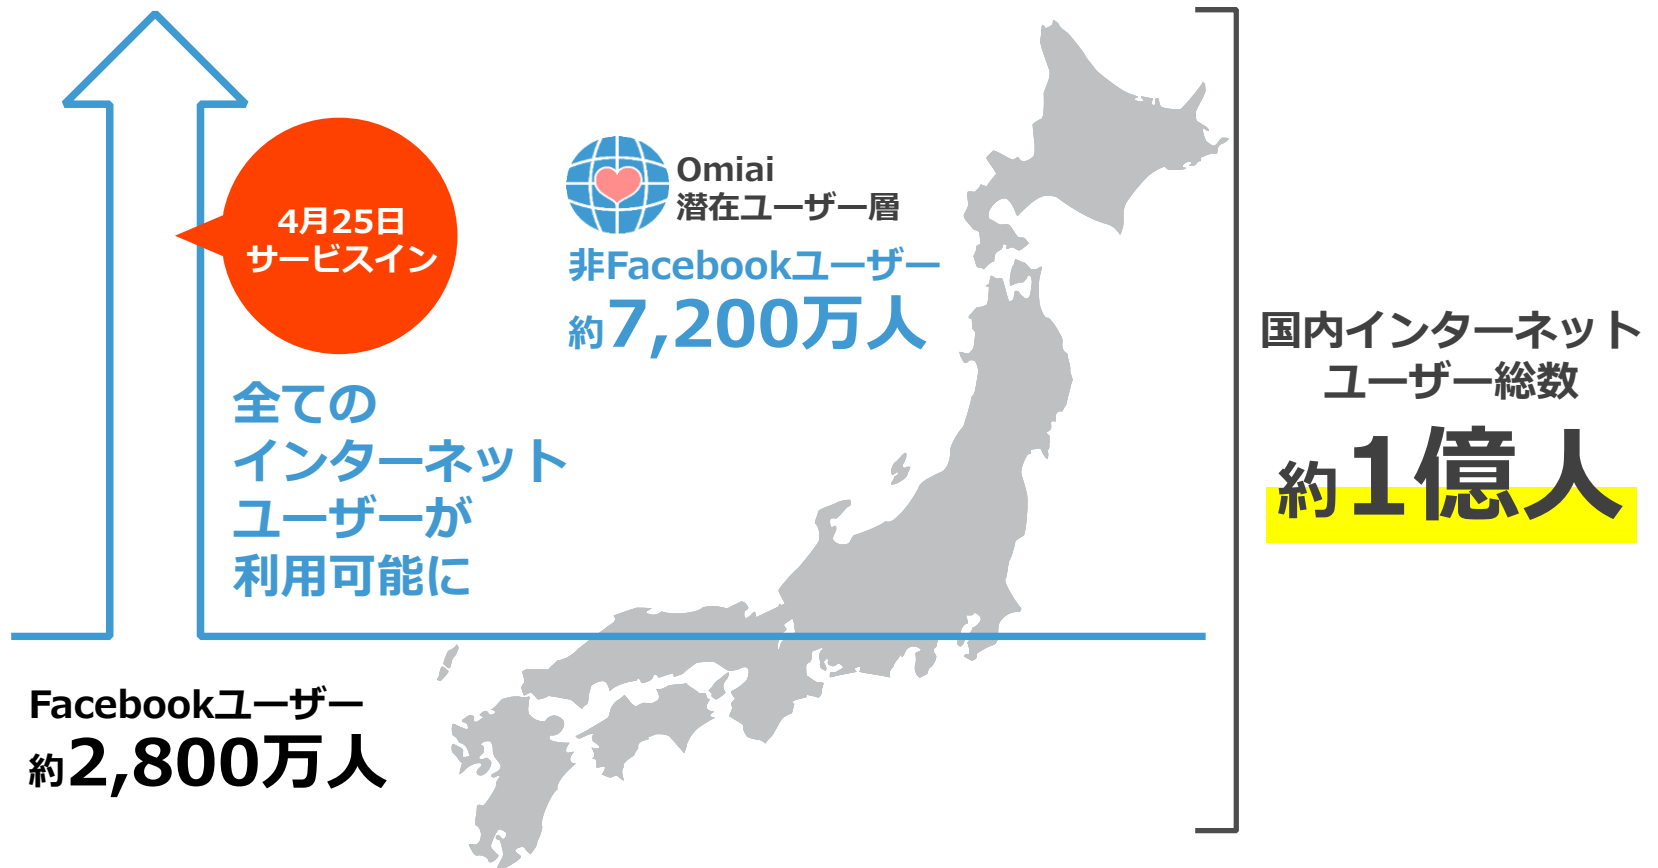 4月25日
サービスイン
Omiai
潜在ユーザー層
非Facebookユーザー
約7,200万人
全ての
インターネット
ユーザーが
利用可能に
Facebookユーザー
約2,800万人
国内インターネット
ユーザー総数
約1億人